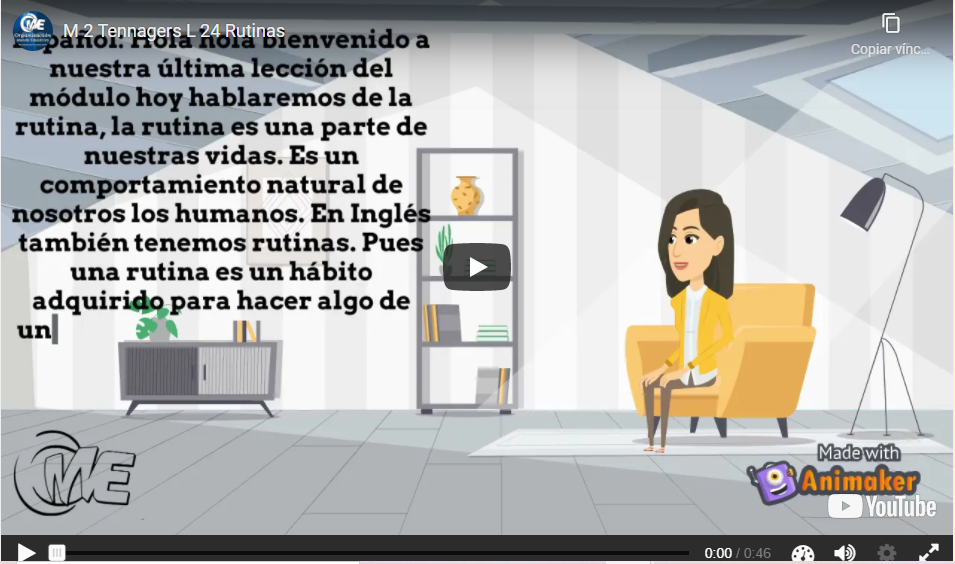 M 2 Tennagers L 24 Rutinas
Copiar vínc...
Español: Hola hola bienvenido a
nuestra última lección del
módulo hoy hablaremos de la
rutina, la rutina es una parte de
nuestras vidas. Es un
comportamiento natural de
nosotros los humanos. En Inglés
también tenemos rutinas. Pues
una rutina es un hábito
adquirido para hacer algo de
un
CME
Made with
Animaker
YouTube
0:00 / 0:46